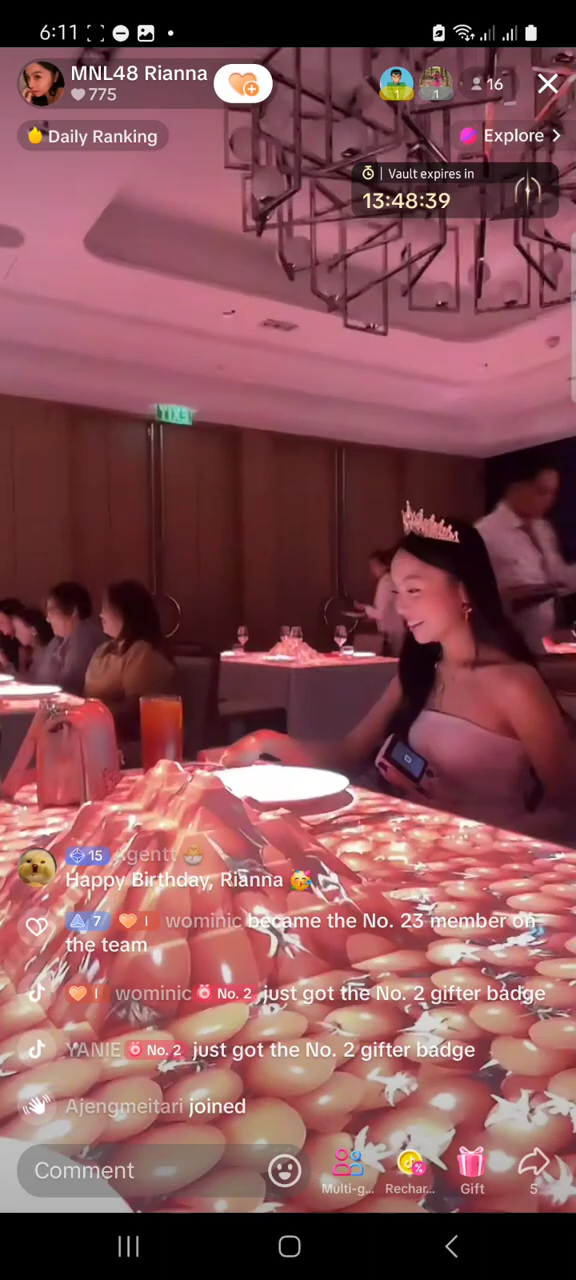 6:11
MNL48 Rianna
775
1
1
16
Daily Ranking
Explore
Vault expires in
13:48:39
EXIT
15 Agentt
Happy Birthday, Rianna
7 I wominic became the No. 23 member on
the team
I wominic No. 2 just got the No. 2 gifter badge
YANIE No. 2 just got the No. 2 gifter badge
Ajengmeitari joined
Comment
Multi-g...
Rechar...
Gift
5